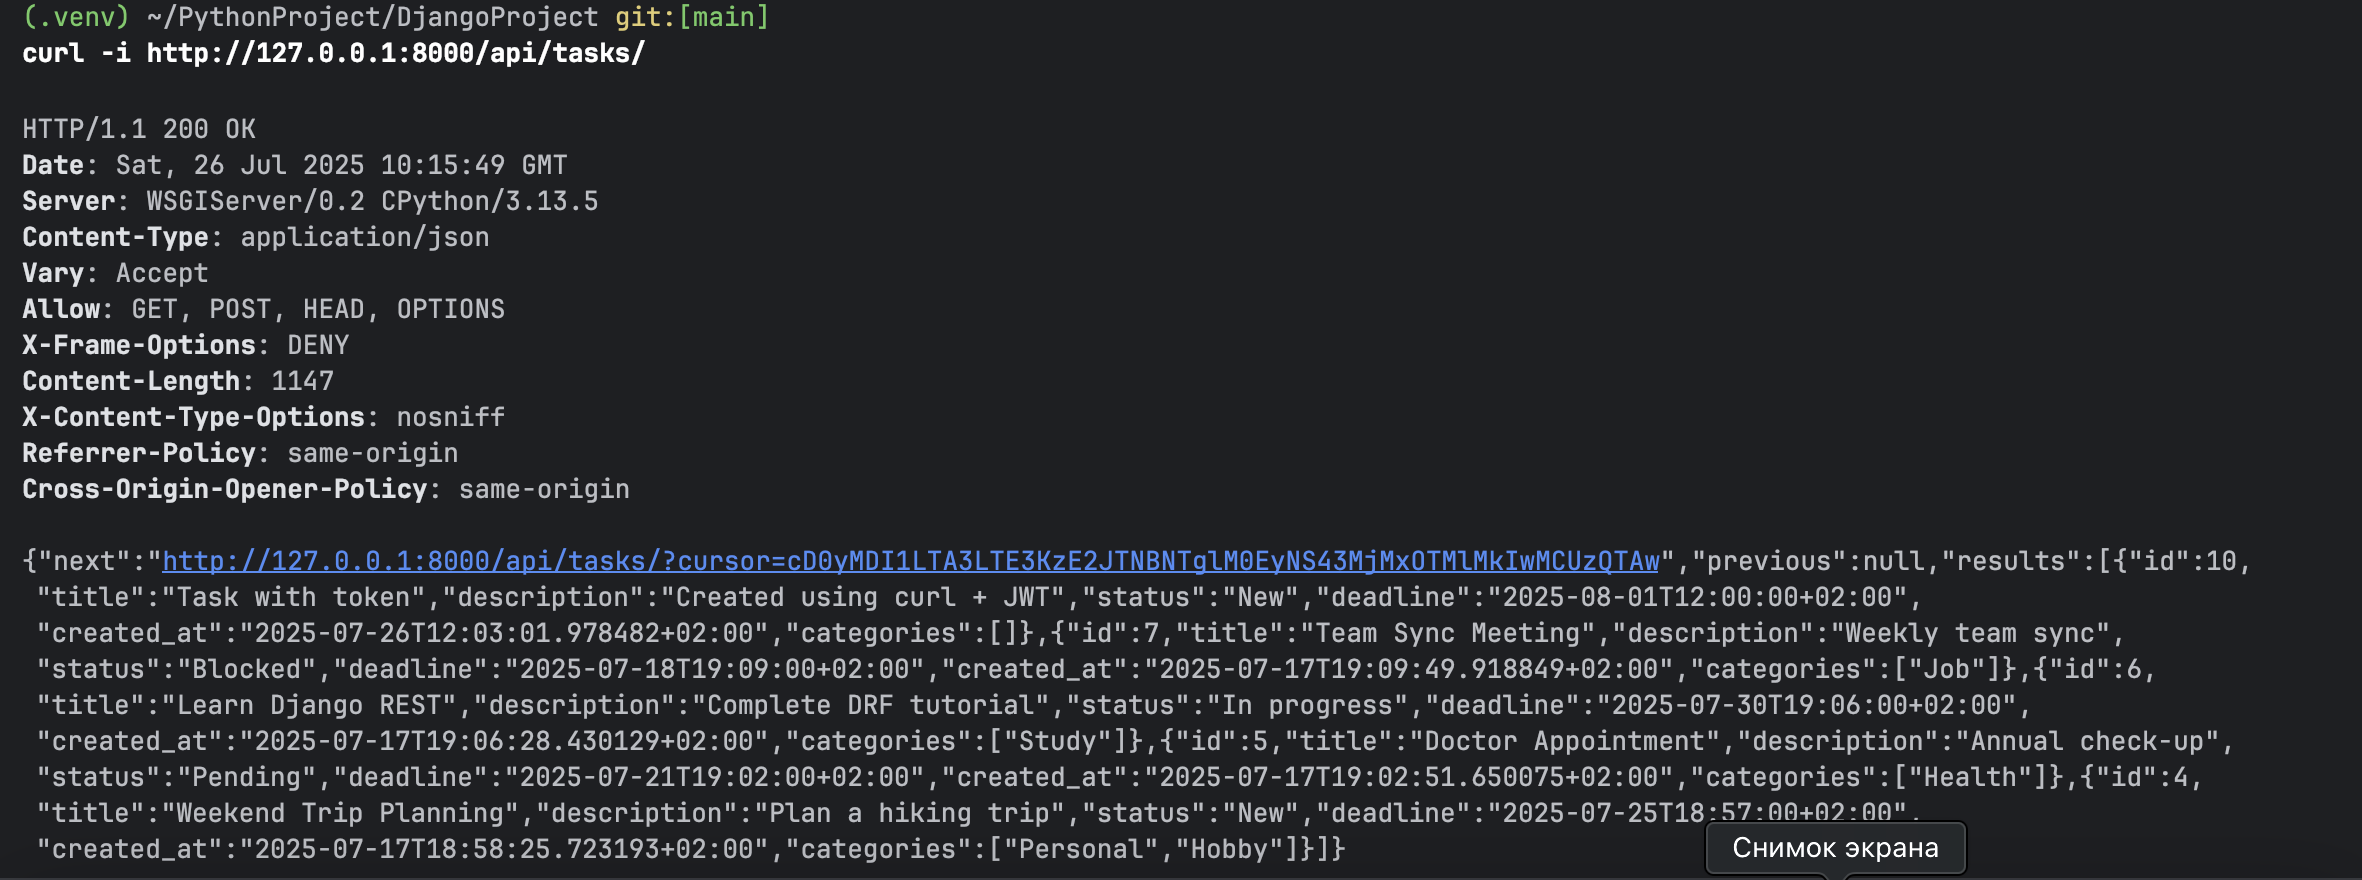 (.venv) ~/PythonProject/DjangoProject git:[main]
curl -i http://127.0.0.1:8000/api/tasks/
HTTP/1.1 200 OK
Date: Sat, 26 Jul 2025 10:15:49 GMT
Server: WSGIServer/0.2 CPython/3.13.5
Content-Type: application/json
Vary: Accept
Allow: GET, POST, HEAD, OPTIONS
X-Frame-Options: DENY
Content-Length: 1147
X-Content-Type-Options: nosniff
Referrer-Policy: same-origin
Cross-Origin-Opener-Policy: same-origin
{"next":"http://127.0.0.1:8000/api/tasks/?cursor=cD0yMDI1LTA3LTE3KzE2JTNBNTglM0EyNS43MjMxOTMlMkIwMCUzQTAw","previous":null,"results":[{"id":10,
"title":"Task with token","description":"Created using curl + JWT","status":"New","deadline":"2025-08-01T12:00:00+02:00",
"created_at":"2025-07-26T12:03:01.978482+02:00","categories":[]},{"id":7,"title":"Team Sync Meeting","description":"Weekly team sync",
"status":"Blocked","deadline":"2025-07-18T19:09:00+02:00","created_at":"2025-07-17T19:09:49.918849+02:00","categories":["Job"]},{"id":6,
"title":"Learn Django REST","description":"Complete DRF tutorial","status":"In progress","deadline":"2025-07-30T19:06:00+02:00",
"created_at":"2025-07-17T19:06:28.430129+02:00","categories":["Study"]},{"id":5,"title":"Doctor Appointment","description":"Annual check-up",
"status":"Pending","deadline":"2025-07-21T19:02:00+02:00","created_at":"2025-07-17T19:02:51.650075+02:00","categories":["Health"]},{"id":4,
"title":"Weekend Trip Planning","description":"Plan a hiking trip","status":"New","deadline":"2025-07-25T18:57:00+02:00",
"created_at":"2025-07-17T18:58:25.723193+02:00","categories":["Personal","Hobby"]}]}
Снимок экрана